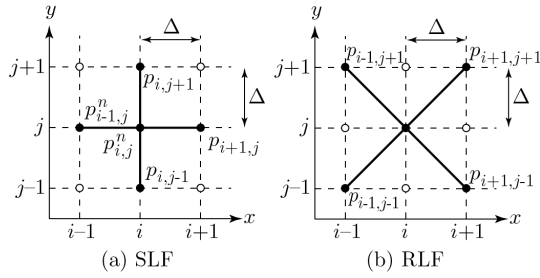 y
Δ
j+1
p_{i,j+1}
Δ
p^n_{i-1,j}
j
p^n_{i,j}
p_{i+1,j}
p_{i,j-1}
j–1
x
i–1
i
i+1
(a) SLF
y
Δ
p_{i-1,j+1}
p_{i+1,j+1}
j+1
Δ
j
p_{i+1,j-1}
j–1
p_{i-1,j-1}
x
i–1
i
i+1
(b) RLF